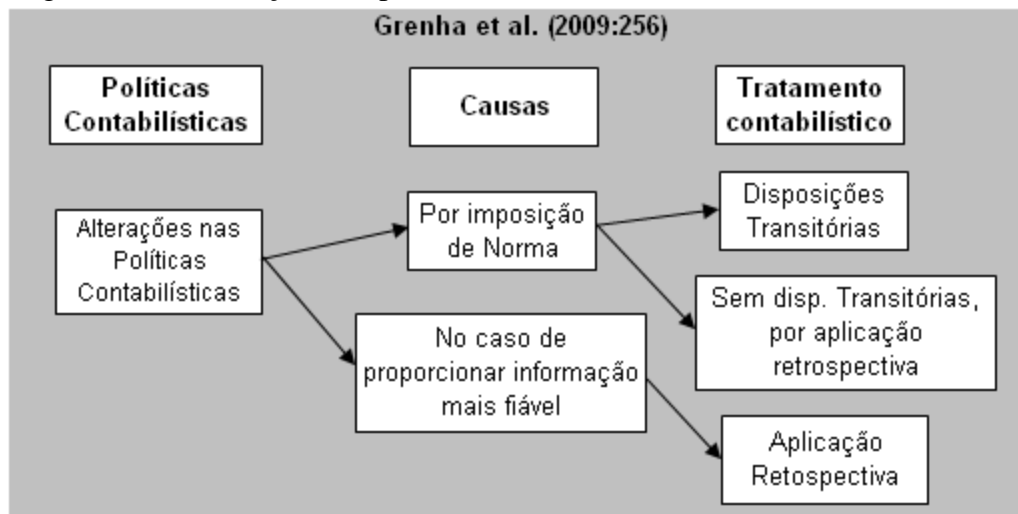 Grenha et al. (2009:256)
Políticas
Contabilísticas
Causas
Tratamento
contabilístico
Alterações nas
Políticas
Contabilísticas
Por imposição
de Norma
Disposições
Transitórias
No caso de
proporcionar informação
mais fiável
Sem disp. Transitórias,
por aplicação
retrospectiva
Aplicação
Retospectiva